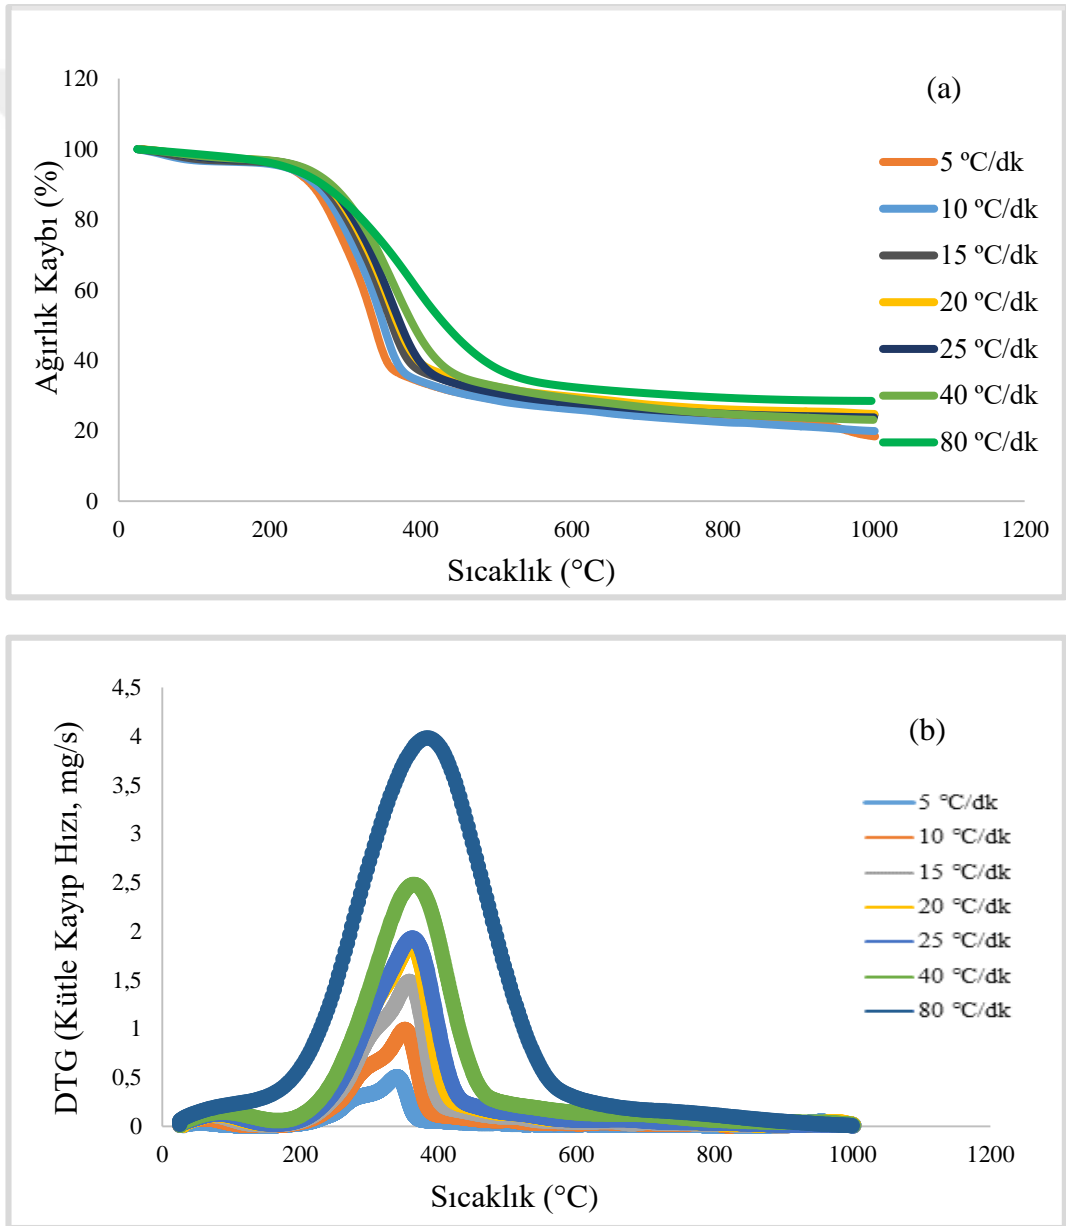 (a)
Ağırlık Kaybı (%)
120
100
80
60
40
20
0
0 200 400 600 800 1000 1200
Sıcaklık (°C)
5 ºC/dk
10 ºC/dk
15 ºC/dk
20 ºC/dk
25 ºC/dk
40 ºC/dk
80 ºC/dk
(b)
DTG (Kütle Kayıp Hızı, mg/s)
4,5
4
3,5
3
2,5
2
1,5
1
0,5
0
0 200 400 600 800 1000 1200
Sıcaklık (°C)
5 °C/dk
10 °C/dk
15 °C/dk
20 °C/dk
25 °C/dk
40 °C/dk
80 °C/dk